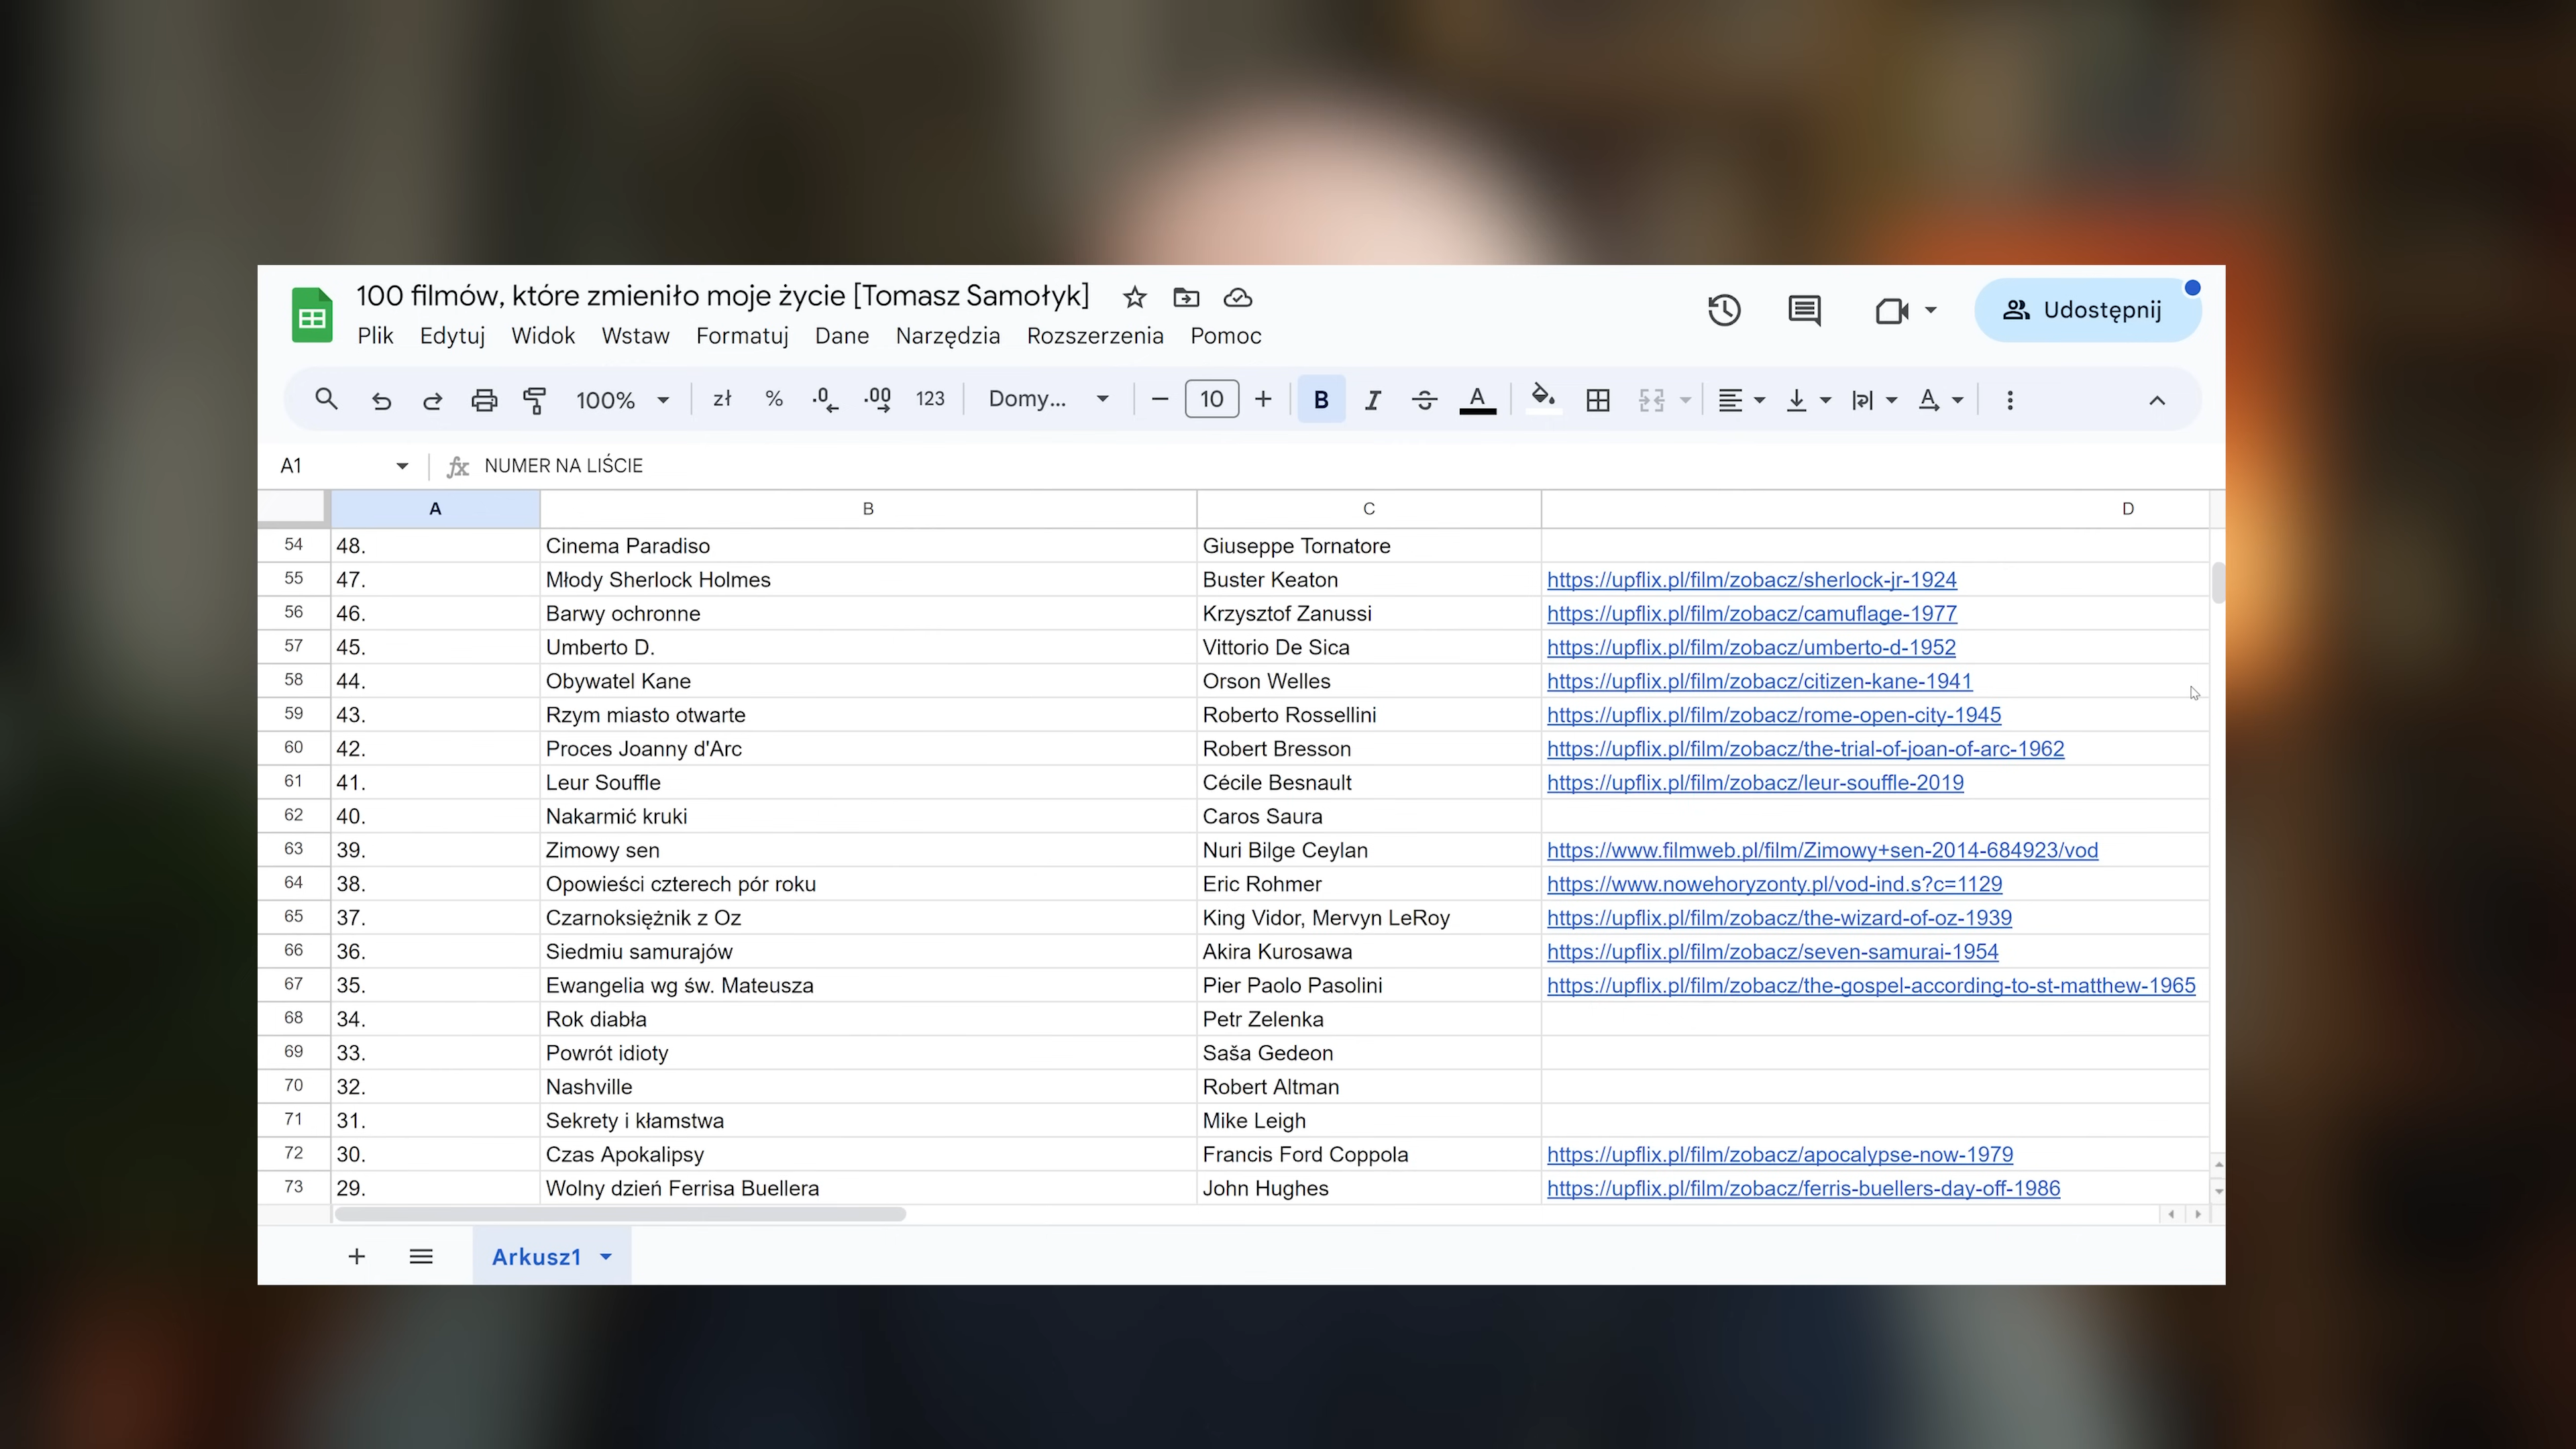 100 filmów, które zmieniło moje życie [Tomasz Samołyk]
Plik Edytuj Widok Wstaw Formatuj Dane Narzędzia Rozszerzenia Pomoc
Udostępnij
100% zł % .0 .00 123 Domy... 10 B I S A A
A1 fx NUMER NA LIŚCIE
A B C D
54 48. Cinema Paradiso Giuseppe Tornatore
55 47. Młody Sherlock Holmes Buster Keaton https://upflix.pl/film/zobacz/sherlock-jr-1924
56 46. Barwy ochronne Krzysztof Zanussi https://upflix.pl/film/zobacz/camuflage-1977
57 45. Umberto D. Vittorio De Sica https://upflix.pl/film/zobacz/umberto-d-1952
58 44. Obywatel Kane Orson Welles https://upflix.pl/film/zobacz/citizen-kane-1941
59 43. Rzym miasto otwarte Roberto Rossellini https://upflix.pl/film/zobacz/rome-open-city-1945
60 42. Proces Joanny d'Arc Robert Bresson https://upflix.pl/film/zobacz/the-trial-of-joan-of-arc-1962
61 41. Leur Souffle Cécile Besnault https://upflix.pl/film/zobacz/leur-souffle-2019
62 40. Nakarmić kruki Caros Saura
63 39. Zimowy sen Nuri Bilge Ceylan https://www.filmweb.pl/film/Zimowy+sen-2014-684923/vod
64 38. Opowieści czterech pór roku Eric Rohmer https://www.nowehoryzonty.pl/vod-ind.s?c=1129
65 37. Czarnoksiężnik z Oz King Vidor, Mervyn LeRoy https://upflix.pl/film/zobacz/the-wizard-of-oz-1939
66 36. Siedmiu samurajów Akira Kurosawa https://upflix.pl/film/zobacz/seven-samurai-1954
67 35. Ewangelia wg św. Mateusza Pier Paolo Pasolini https://upflix.pl/film/zobacz/the-gospel-according-to-st-matthew-1965
68 34. Rok diabła Petr Zelenka
69 33. Powrót idioty Saša Gedeon
70 32. Nashville Robert Altman
71 31. Sekrety i kłamstwa Mike Leigh
72 30. Czas Apokalipsy Francis Ford Coppola https://upflix.pl/film/zobacz/apocalypse-now-1979
73 29. Wolny dzień Ferrisa Buellera John Hughes https://upflix.pl/film/zobacz/ferris-buellers-day-off-1986
Arkusz1